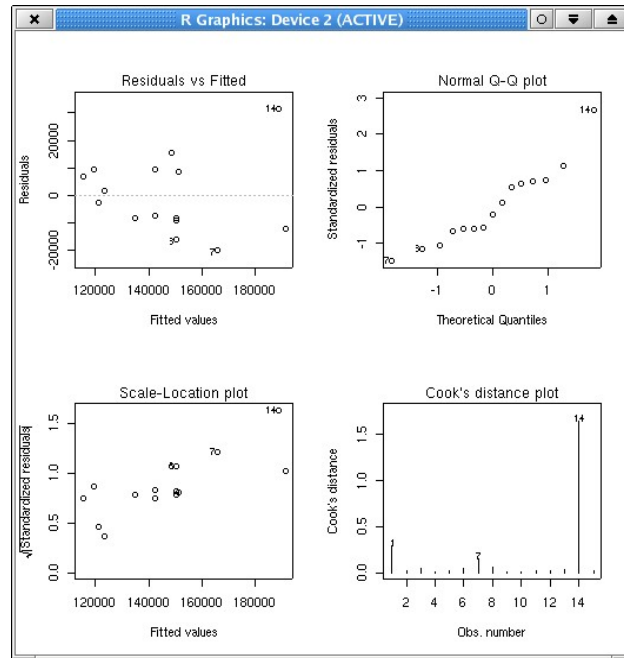 R Graphics: Device 2 (ACTIVE)
Residuals vs Fitted
Residuals
-20000 0 20000
14
7
120000 140000 160000 180000
Fitted values
Normal Q-Q plot
Standardized residuals
-1 0 1 2 3
14
7
-1 0 1
Theoretical Quantiles
Scale-Location plot
√|Standardized residuals|
0.0 0.5 1.0 1.5
14
7
120000 140000 160000 180000
Fitted values
Cook's distance plot
Cook's distance
0.0 0.5 1.0 1.5
1
7
14
2 4 6 8 10 12 14
Obs. number